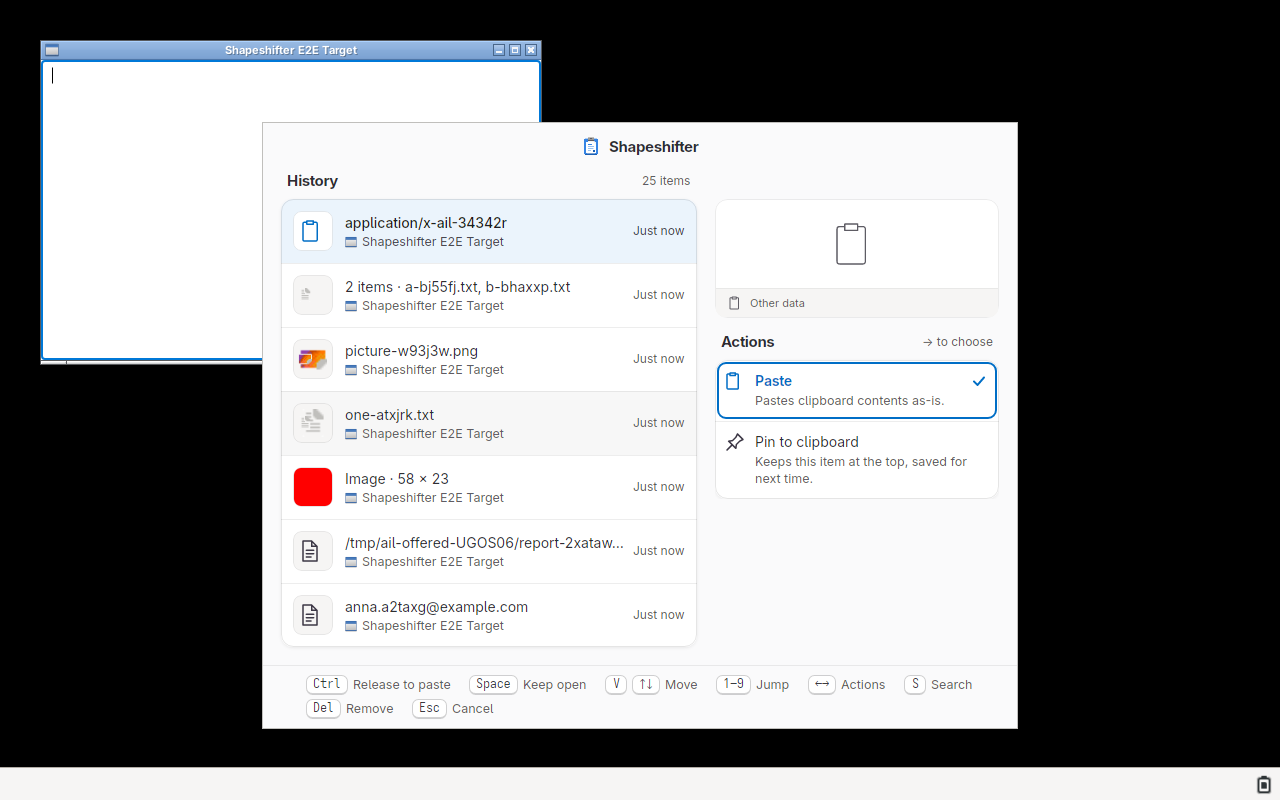 Shapeshifter E2E Target
Shapeshifter
History
25 items
application/x-ail-34342r
Shapeshifter E2E Target
Just now
2 items · a-bj55fj.txt, b-bhaxxp.txt
Shapeshifter E2E Target
Just now
picture-w93j3w.png
Shapeshifter E2E Target
Just now
one-atxjrk.txt
Shapeshifter E2E Target
Just now
Image · 58 × 23
Shapeshifter E2E Target
Just now
/tmp/ail-offered-UGOS06/report-2xataw...
Shapeshifter E2E Target
Just now
anna.a2taxg@example.com
Shapeshifter E2E Target
Just now
Other data
Actions
→ to choose
Paste
Pastes clipboard contents as-is.
Pin to clipboard
Keeps this item at the top, saved for
next time.
Ctrl Release to paste Space Keep open V ↑↓ Move 1–9 Jump ↔ Actions S Search
Del Remove Esc Cancel